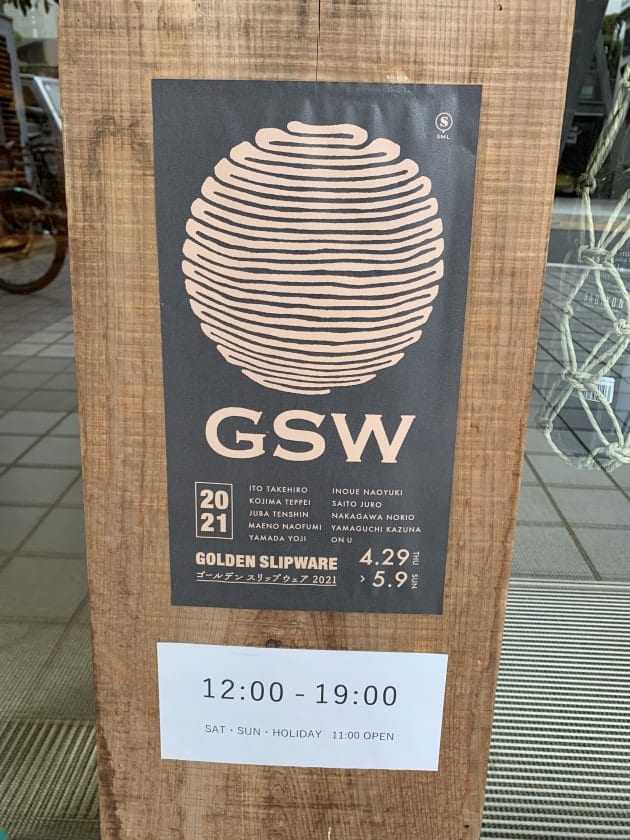 S
SML
GSW
20
21
ITO TAKEHIRO
KOJIMA TEPPEI
JUBA TENSHIN
MAENO NAOFUMI
YAMADA YOJI
INOUE NAOYUKI
SAITO JURO
NAKAGAWA NORIO
YAMAGUCHI KAZUNA
ON U
GOLDEN SLIPWARE
ゴールデン スリップウェア 2021
4.29 THU
› 5.9 SUN
12:00 - 19:00
SAT・SUN・HOLIDAY 11:00 OPEN